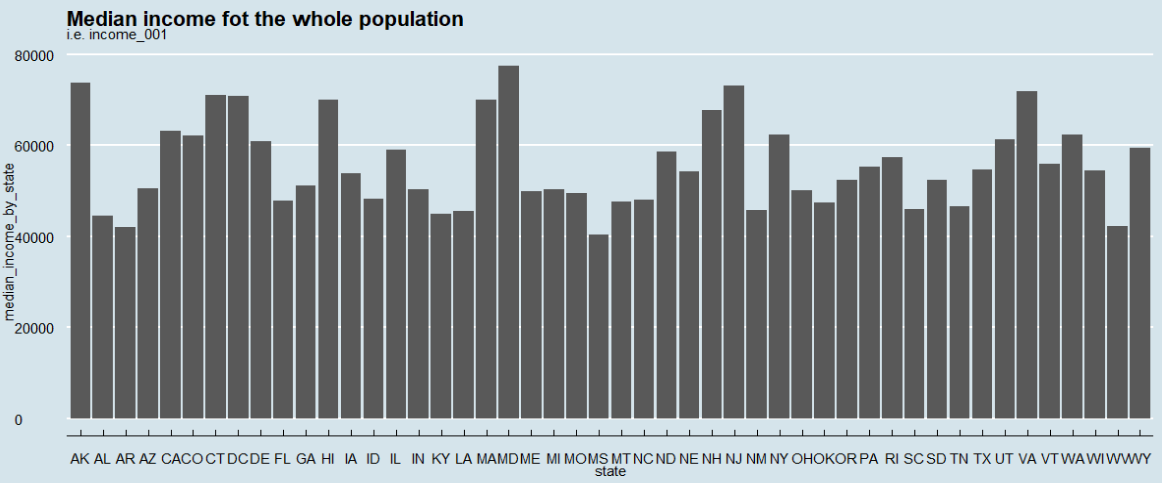 Median income fot the whole population
i.e. income_001
80000
60000
40000
20000
0
median_income_by_state
AK AL AR AZ CA CO CT DC DE FL GA HI IA ID IL IN KY LA MA MD ME MI MO MS MT NC ND NE NH NJ NM NY OH OK OR PA RI SC SD TN TX UT VA VT WA WI WV WY
state